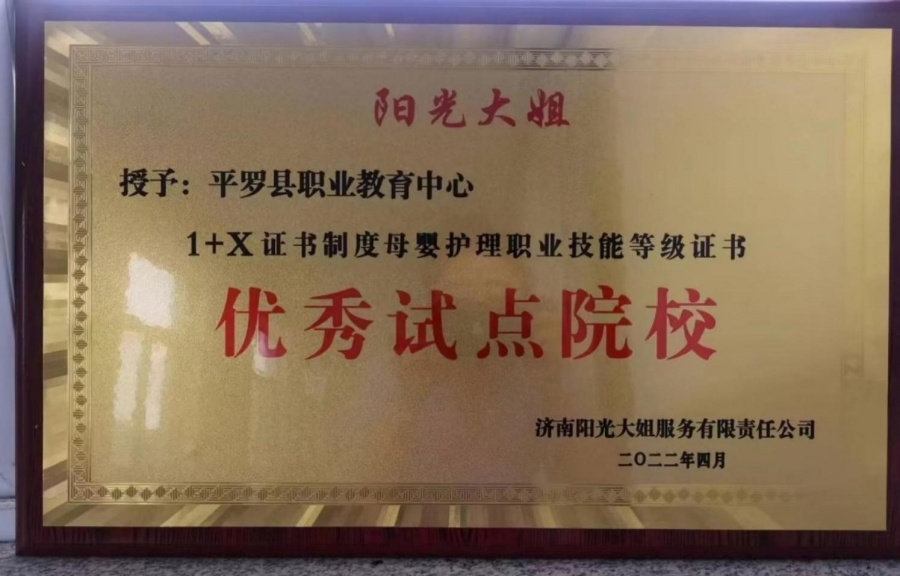 阳光大姐
授予：平罗县职业教育中心
1+X证书制度母婴护理职业技能等级证书
优秀试点院校
济南阳光大姐服务有限责任公司
二〇二二年四月